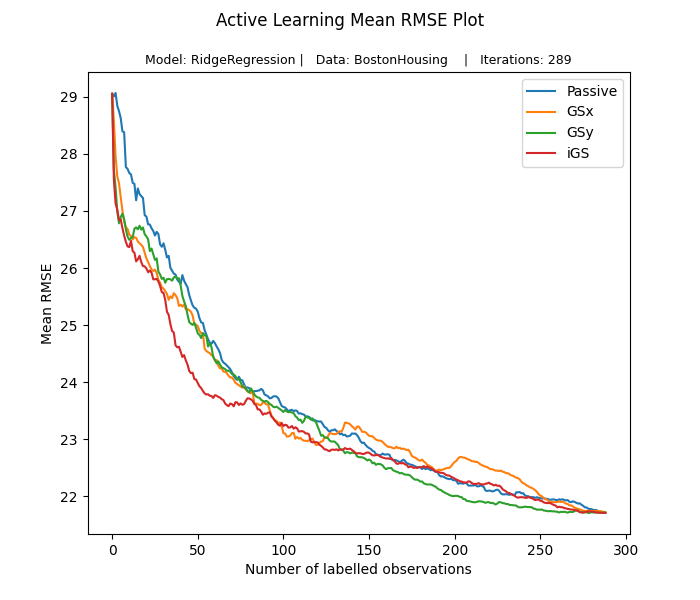 Active Learning Mean RMSE Plot
Model: RidgeRegression | Data: BostonHousing | Iterations: 289
Passive
GSx
GSy
iGS
29
28
27
26
25
24
23
22
Mean RMSE
0 50 100 150 200 250 300
Number of labelled observations